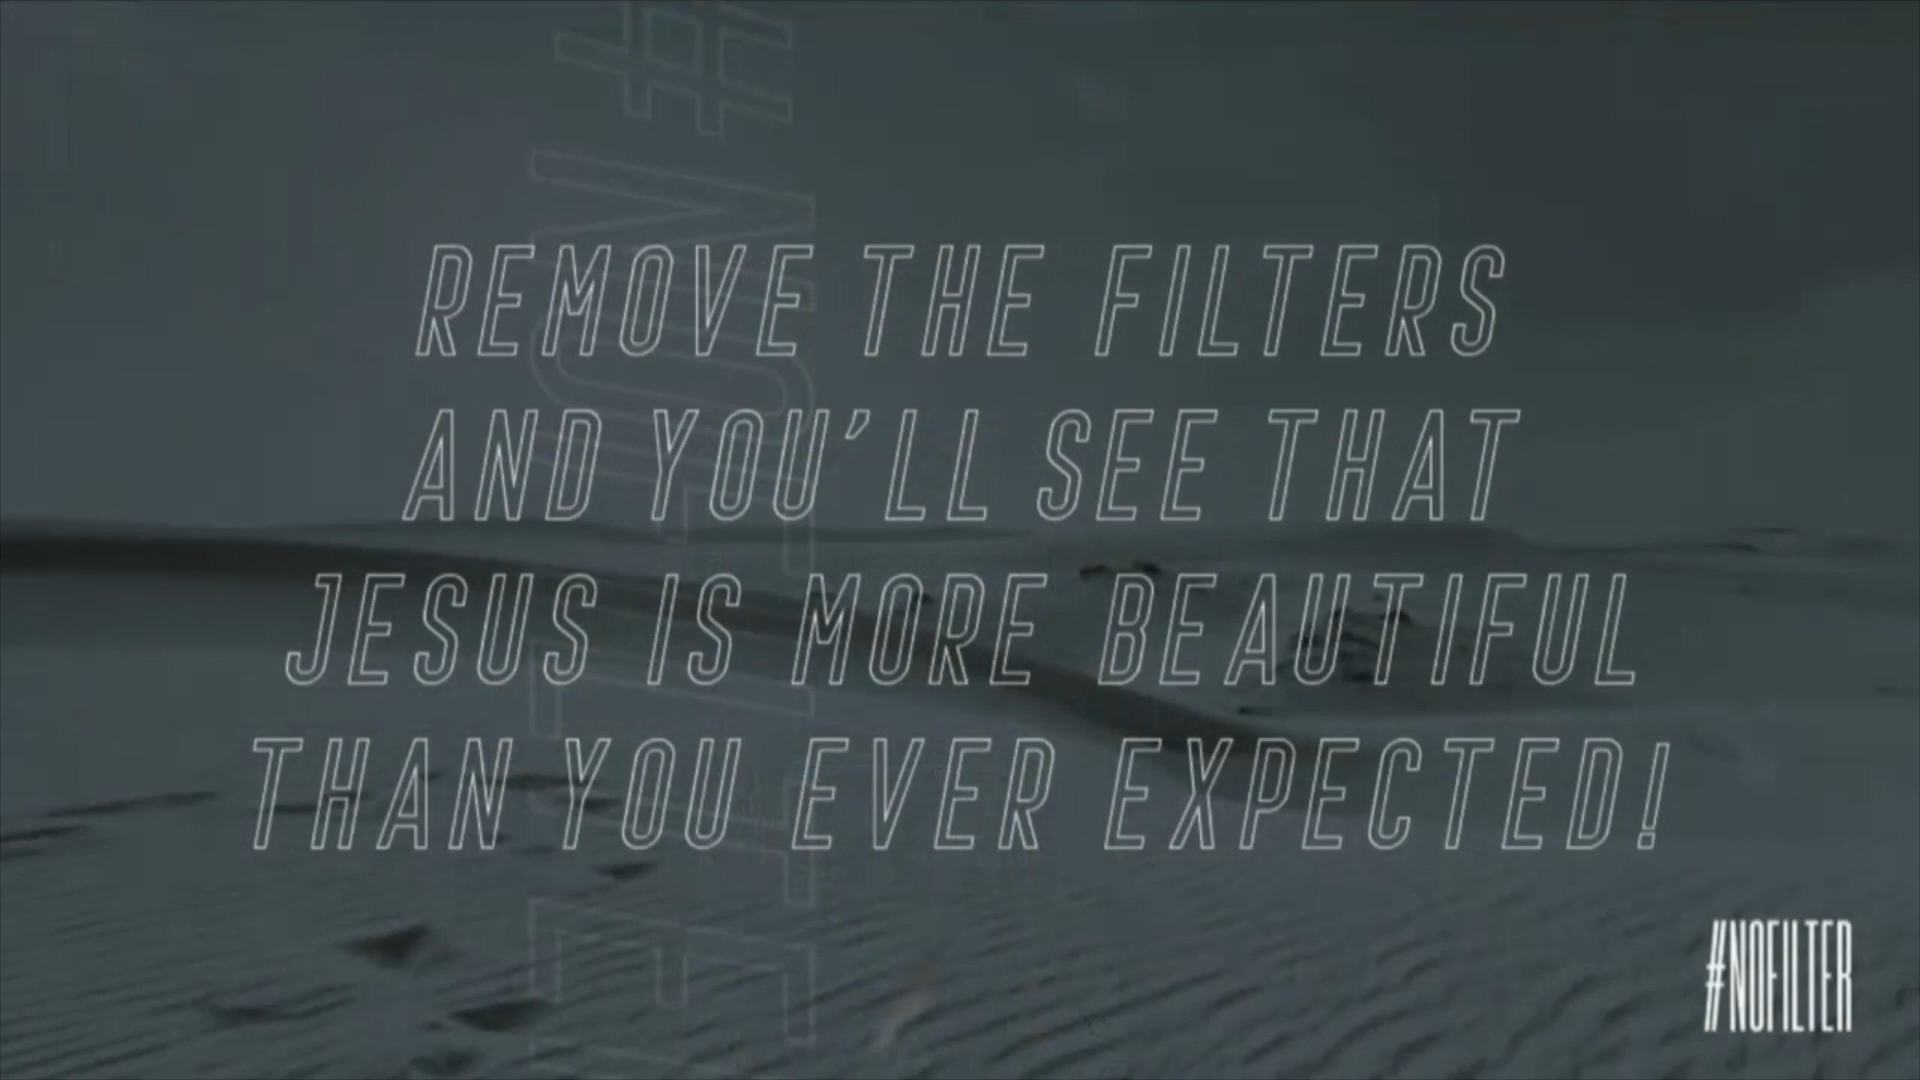 REMOVE THE FILTERS
AND YOU'LL SEE THAT
JESUS IS MORE BEAUTIFUL
THAN YOU EVER EXPECTED!
#NOFILTER